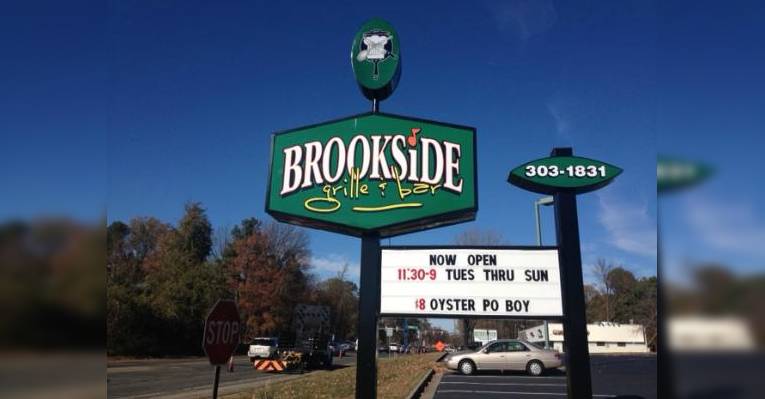 BROOKSiDE
grille & bar
303-1831
NOW OPEN
11:30-9 TUES THRU SUN
$8 OYSTER PO BOY
STOP